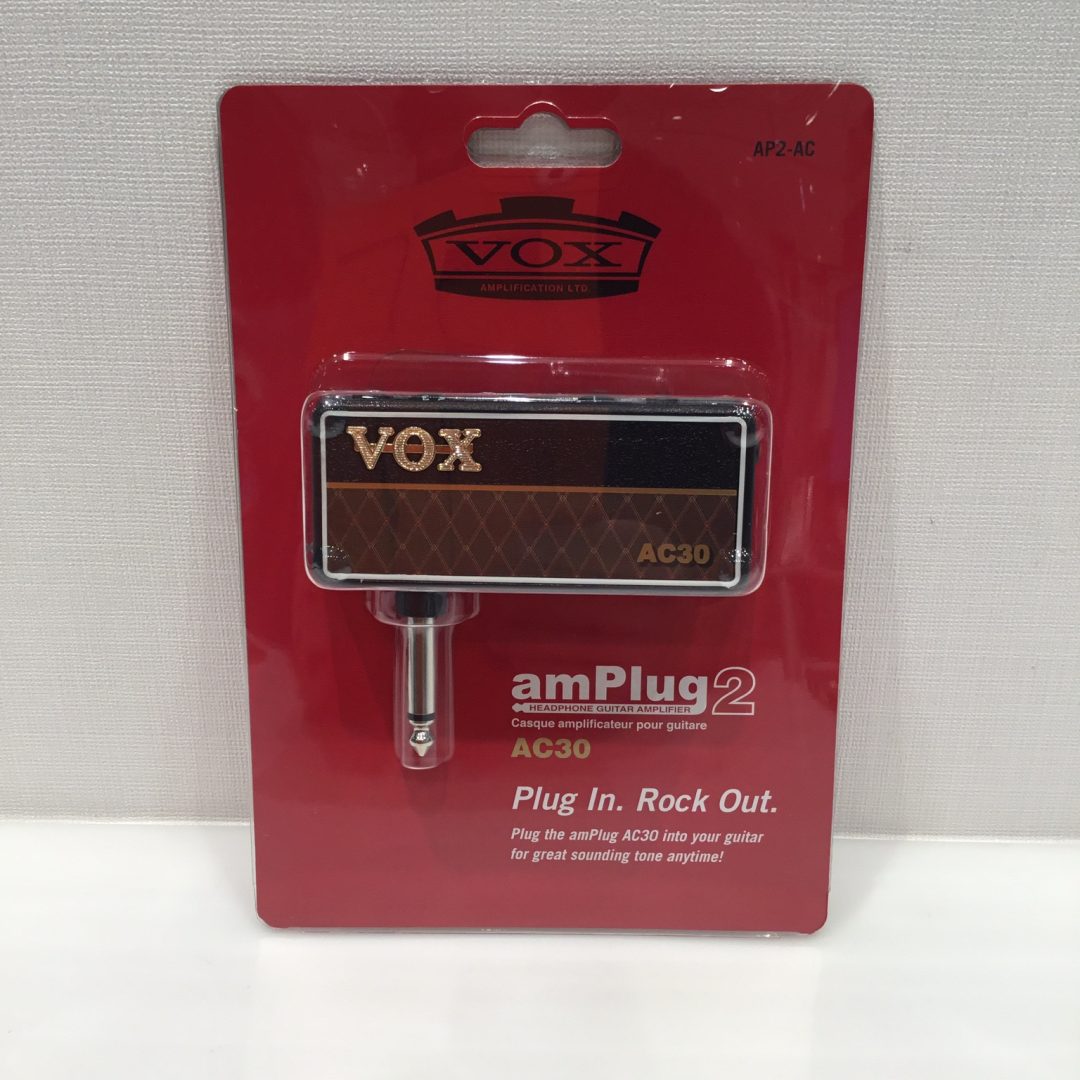 AP2-AC
VOX
AMPLIFICATION LTD.
VOX
AC30
amPlug2
HEADPHONE GUITAR AMPLIFIER
Casque amplificateur pour guitare
AC30
Plug In. Rock Out.
Plug the amPlug AC30 into your guitar
for great sounding tone anytime!